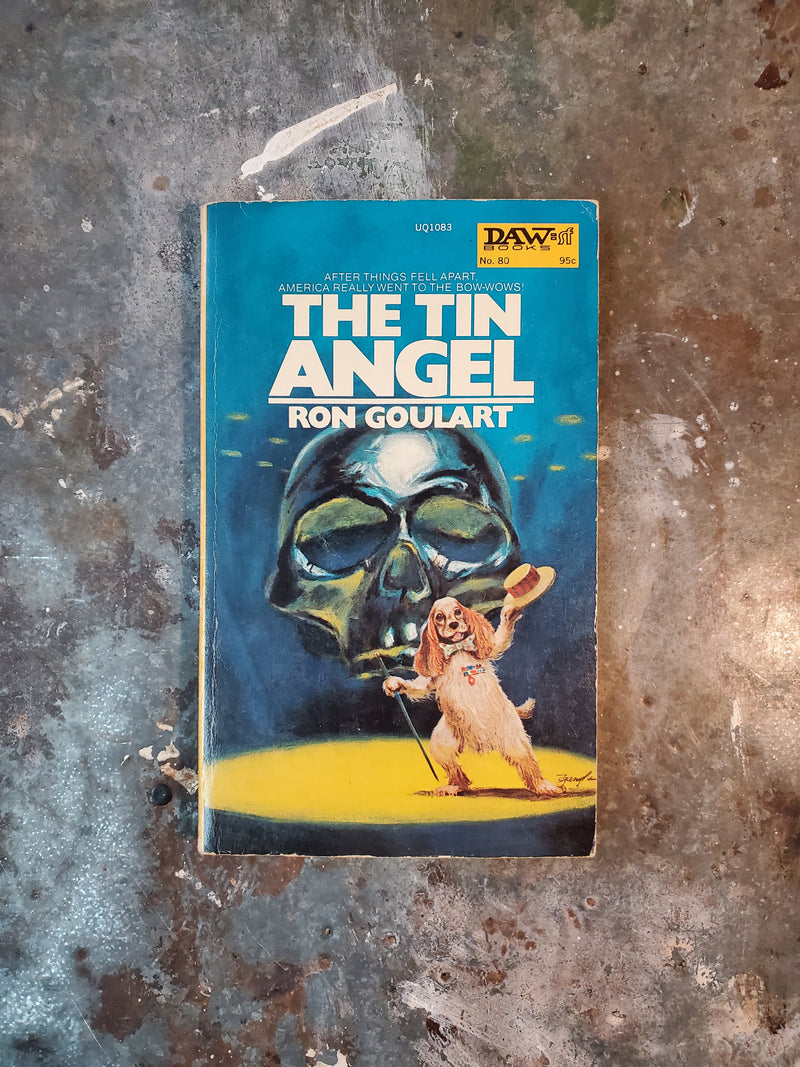 UQ1083
DAW sf
BOOKS
No. 80 95c
AFTER THINGS FELL APART,
AMERICA REALLY WENT TO THE BOW-WOWS!
THE TIN
ANGEL
RON GOULART